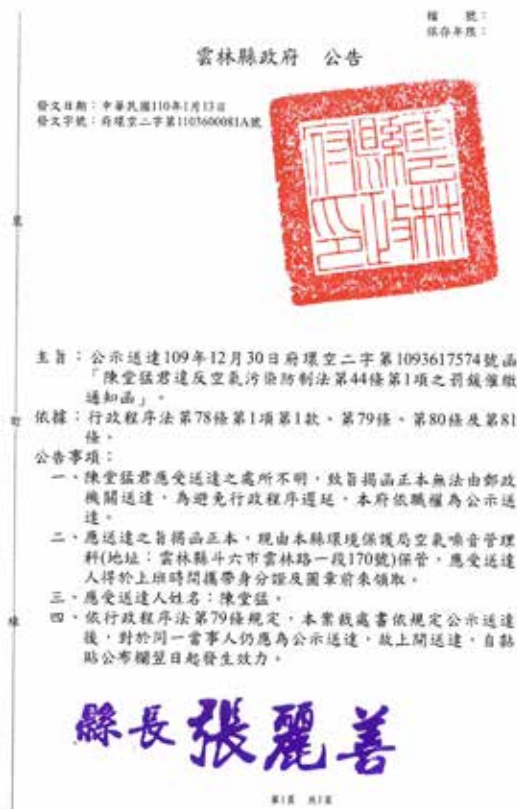 檔　　號：
保存年限：
雲林縣政府　公告
發文日期：中華民國110年1月13日
發文字號：府環空二字第1103600081A號
雲林縣政府印
主旨：公示送達109年12月30日府環空二字第1093617574號函
「陳堂猛君違反空氣污染防制法第44條第1項之罰鍰催繳
通知函」。
依據：行政程序法第78條第1項第1款、第79條、第80條及第81
條。
公告事項：
一、陳堂猛君應受送達之處所不明，致旨揭函正本無法由郵政
機關送達，為避免行政程序遲延，本府依職權為公示送
達。
二、應送達之旨揭函正本，現由本縣環境保護局空氣噪音管理
科(地址：雲林縣斗六市雲林路一段170號)保管，應受送達
人得於上班時間攜帶身分證及圖章前來領取。
三、應受送達人姓名：陳堂猛。
四、依行政程序法第79條規定，本案裁處書依規定公示送達
後，對於同一當事人仍應為公示送達，故上開送達，自黏
貼公布欄翌日起發生效力。
裝
訂
線
縣長 張麗善
第1頁　共1頁